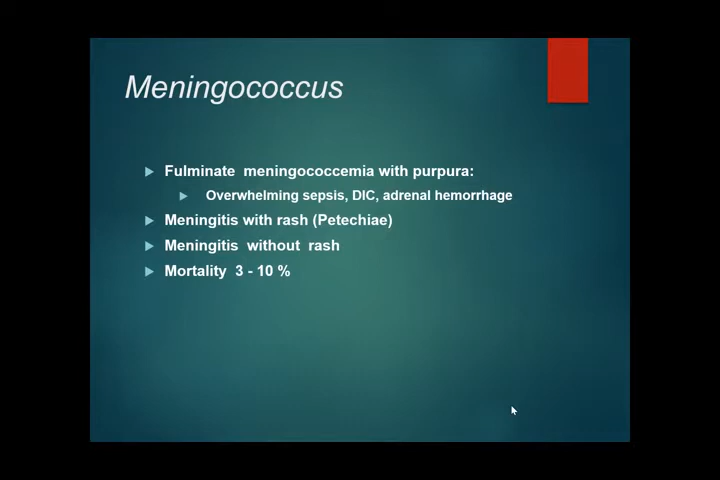 Meningococcus
Fulminate meningococcemia with purpura:
Overwhelming sepsis, DIC, adrenal hemorrhage
Meningitis with rash (Petechiae)
Meningitis without rash
Mortality 3 - 10 %